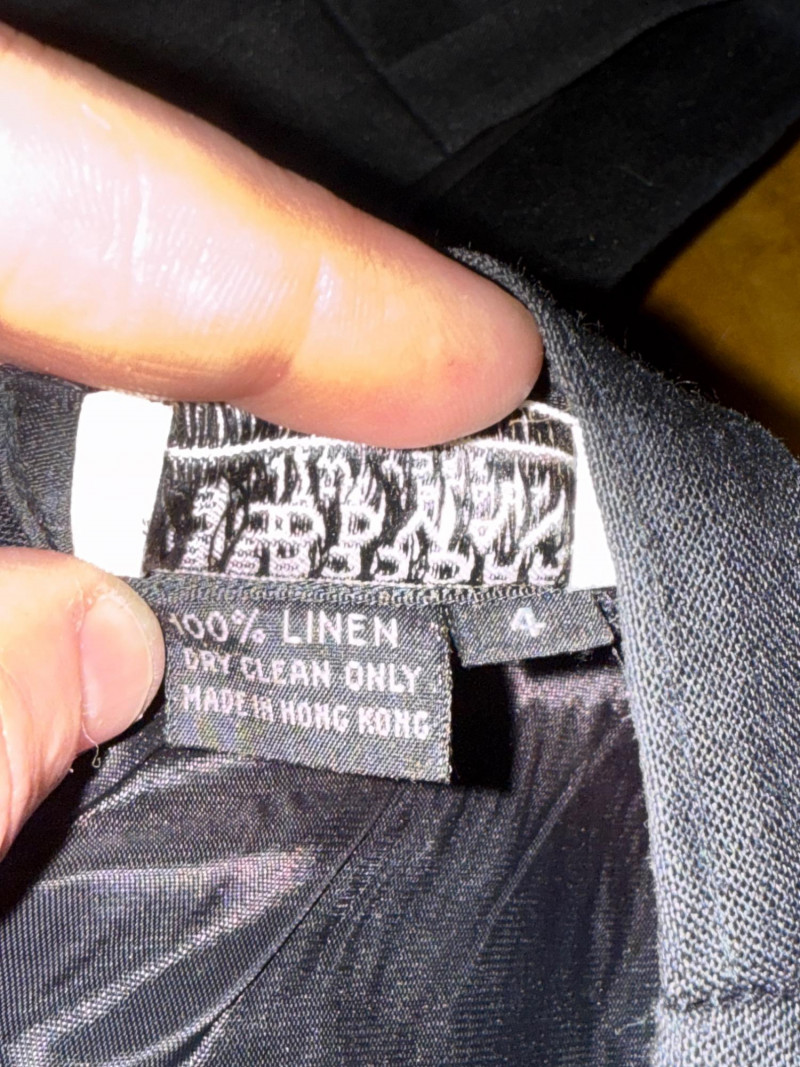 100% LINEN
DRY CLEAN ONLY
MADE IN HONG KONG
4